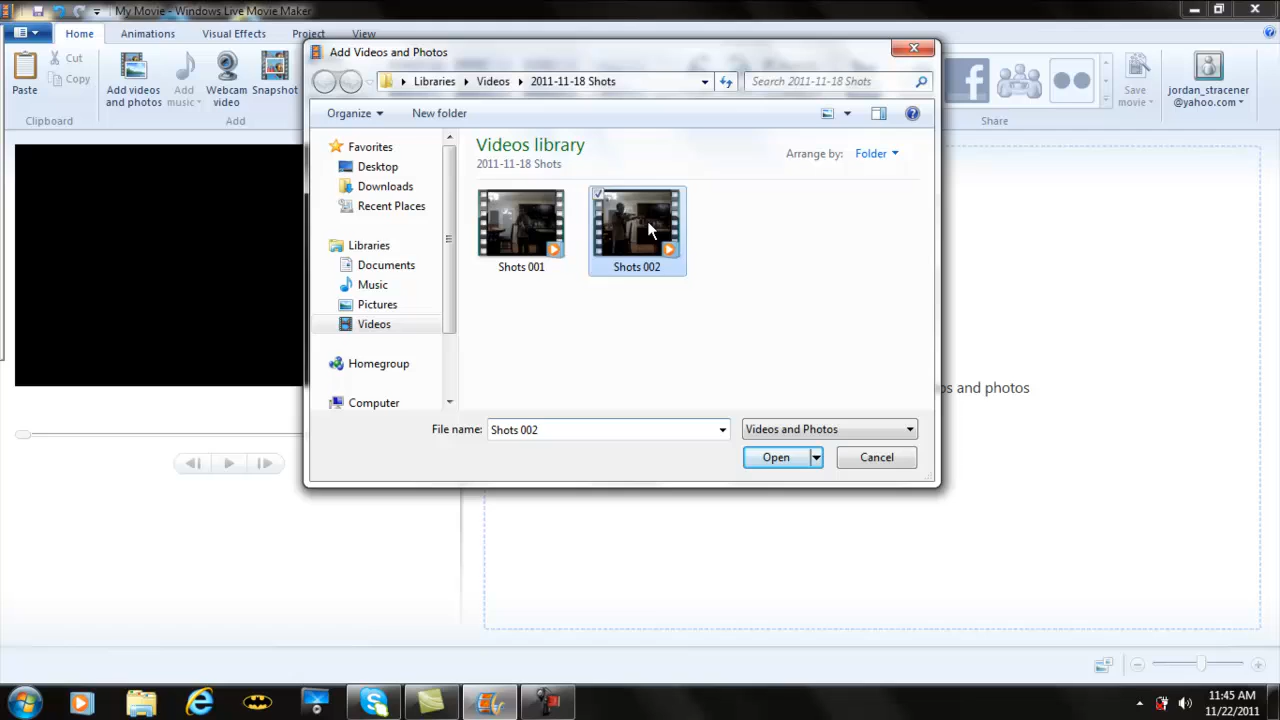 My Movie - Windows Live Movie Maker
Home
Animations
Visual Effects
Project
View
Paste
Cut
Copy
Clipboard
Add videos
and photos
Add
music
Webcam
video
Snapshot
Add
Share
Save
movie
jordan_stracener
@yahoo.com
Add Videos and Photos
Libraries
Videos
2011-11-18 Shots
Search 2011-11-18 Shots
Organize
New folder
Favorites
Desktop
Downloads
Recent Places
Libraries
Documents
Music
Pictures
Videos
Homegroup
Computer
Videos library
2011-11-18 Shots
Arrange by: Folder
Shots 001
Shots 002
File name: Shots 002
Videos and Photos
Open
Cancel
and photos
11:45 AM
11/22/2011